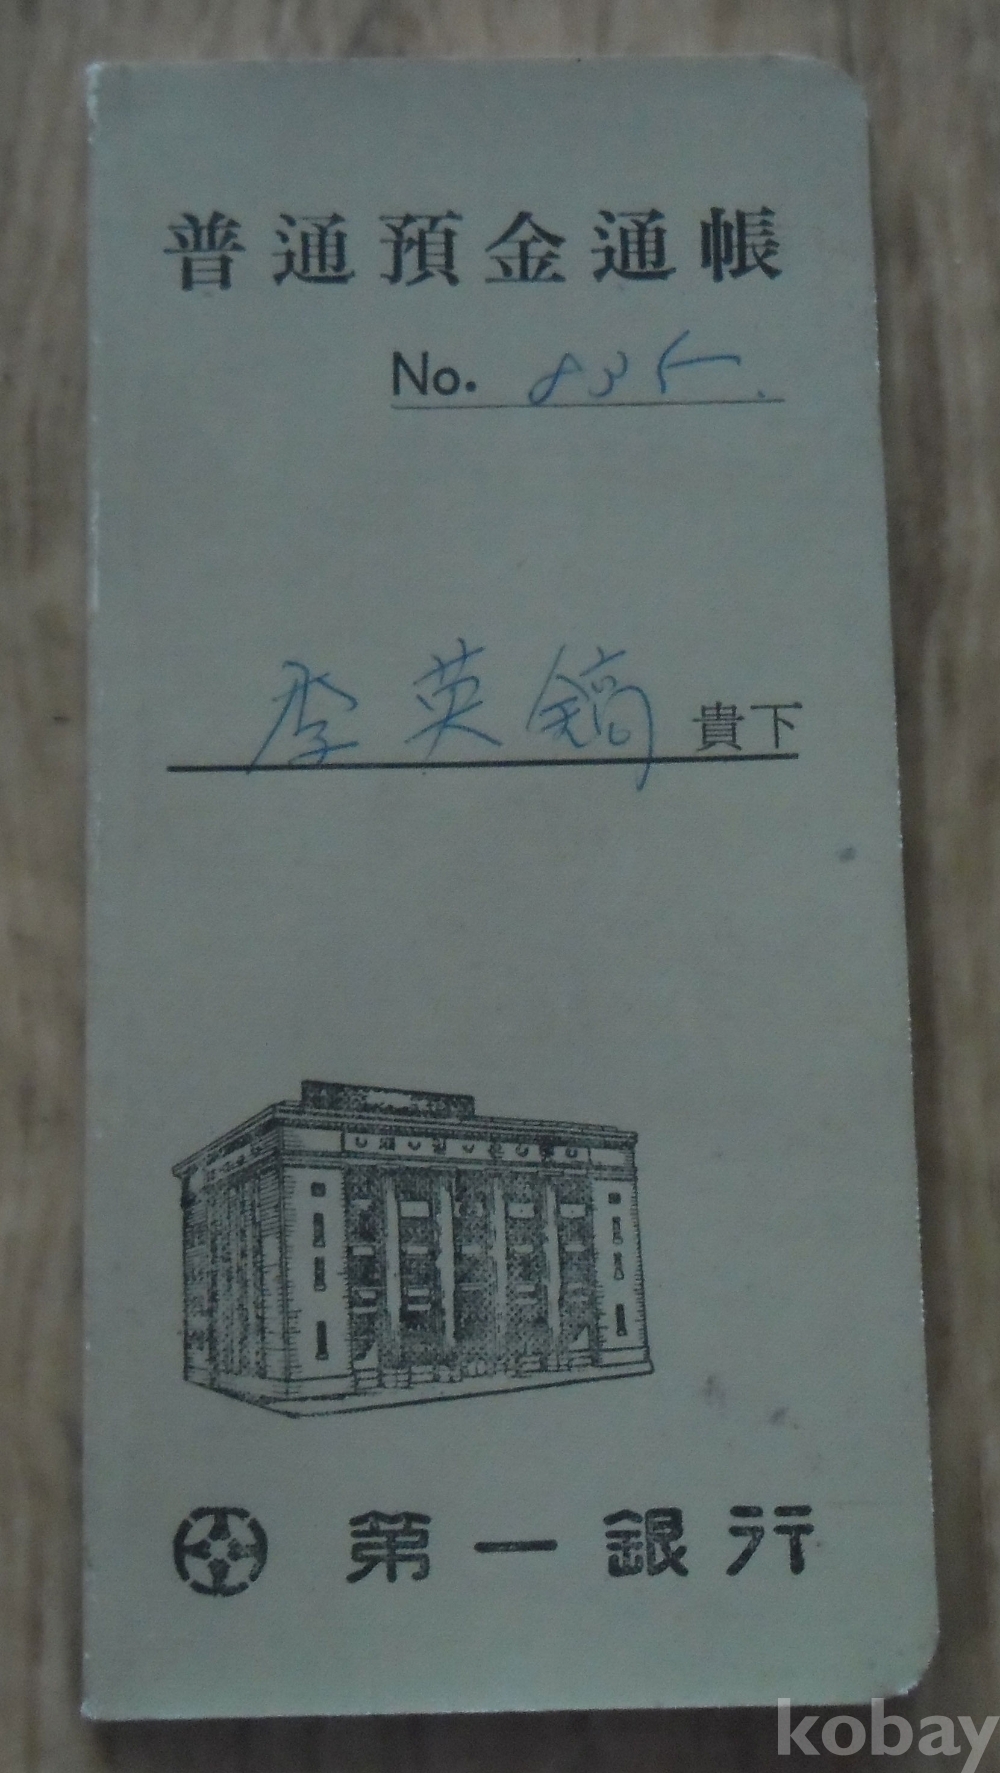 普通預金通帳
No. 835.
李英鎬 貴下
第一銀行
kobay